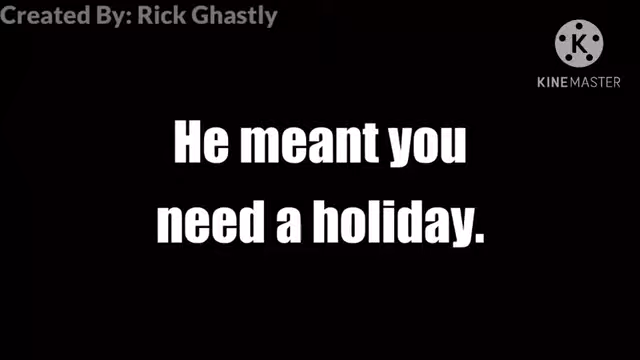 Created By: Rick Ghastly
K
KINEMASTER
He meant you
need a holiday.